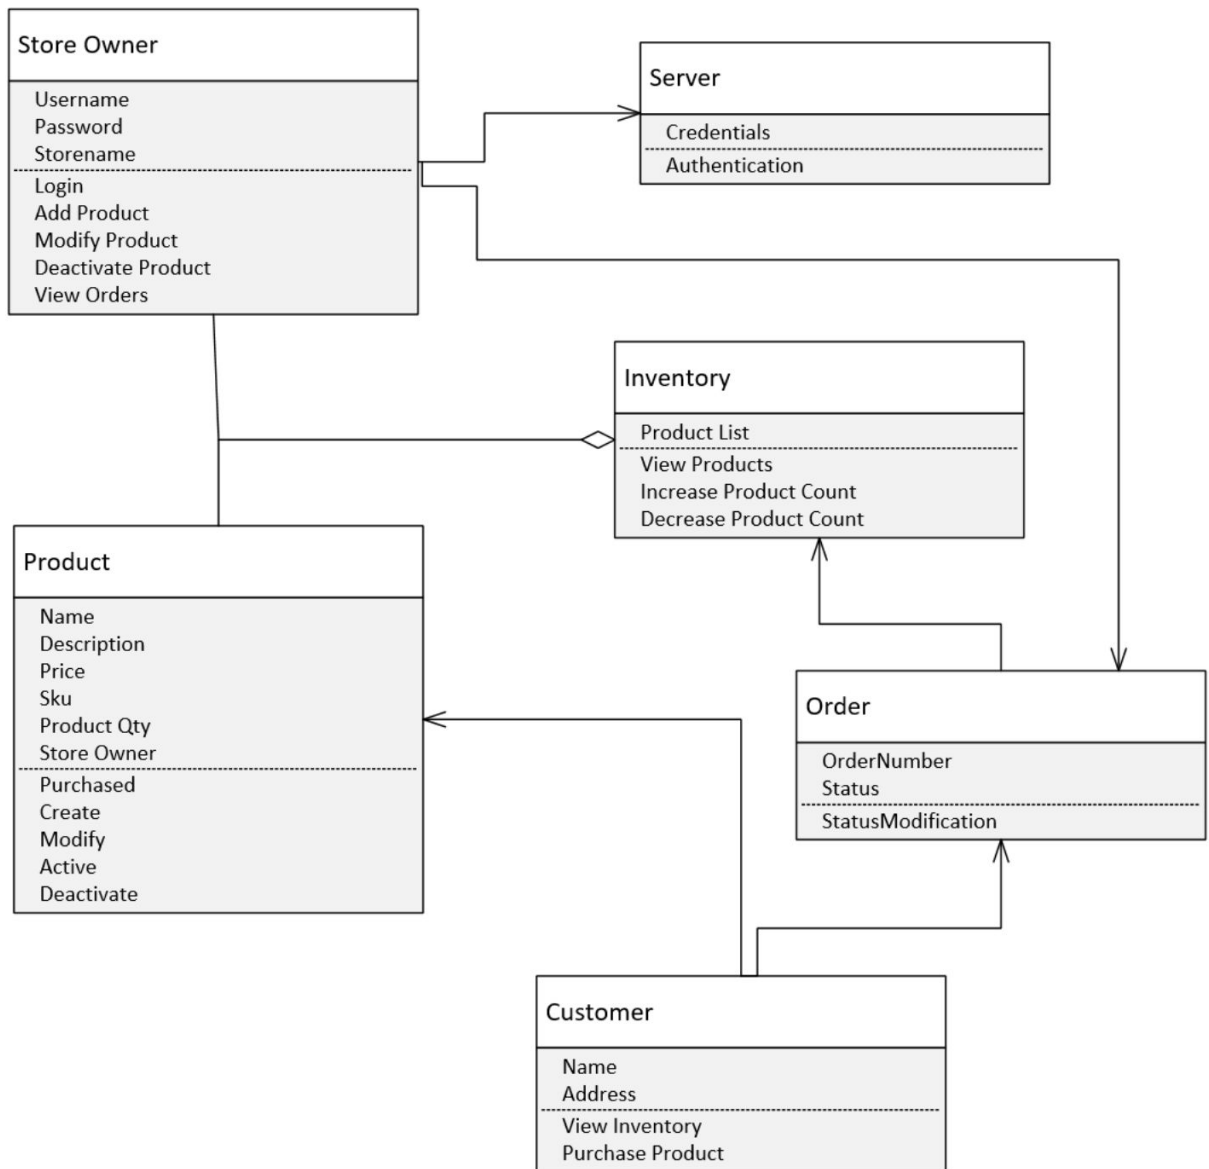 Store Owner
Username
Password
Storename
Login
Add Product
Modify Product
Deactivate Product
View Orders
Server
Credentials
Authentication
Inventory
Product List
View Products
Increase Product Count
Decrease Product Count
Product
Name
Description
Price
Sku
Product Qty
Store Owner
Purchased
Create
Modify
Active
Deactivate
Order
OrderNumber
Status
StatusModification
Customer
Name
Address
View Inventory
Purchase Product